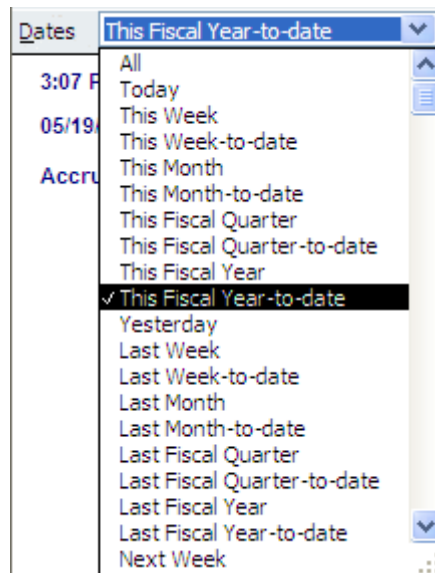 Dates This Fiscal Year-to-date
All
3:07
Today
This Week
05/19/
This Week-to-date
This Month
Accru
This Month-to-date
This Fiscal Quarter
This Fiscal Quarter-to-date
This Fiscal Year
✓ This Fiscal Year-to-date
Yesterday
Last Week
Last Week-to-date
Last Month
Last Month-to-date
Last Fiscal Quarter
Last Fiscal Quarter-to-date
Last Fiscal Year
Last Fiscal Year-to-date
Next Week